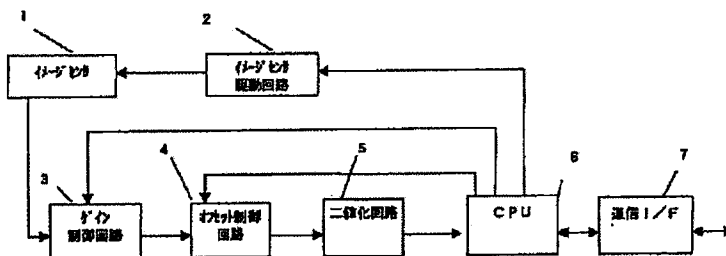 1
2
イメージセンサ
イメージセンサ
駆動回路
3
4
5
6
7
ゲイン
制御回路
オフセット制御
回路
二値化回路
CPU
通信I/F